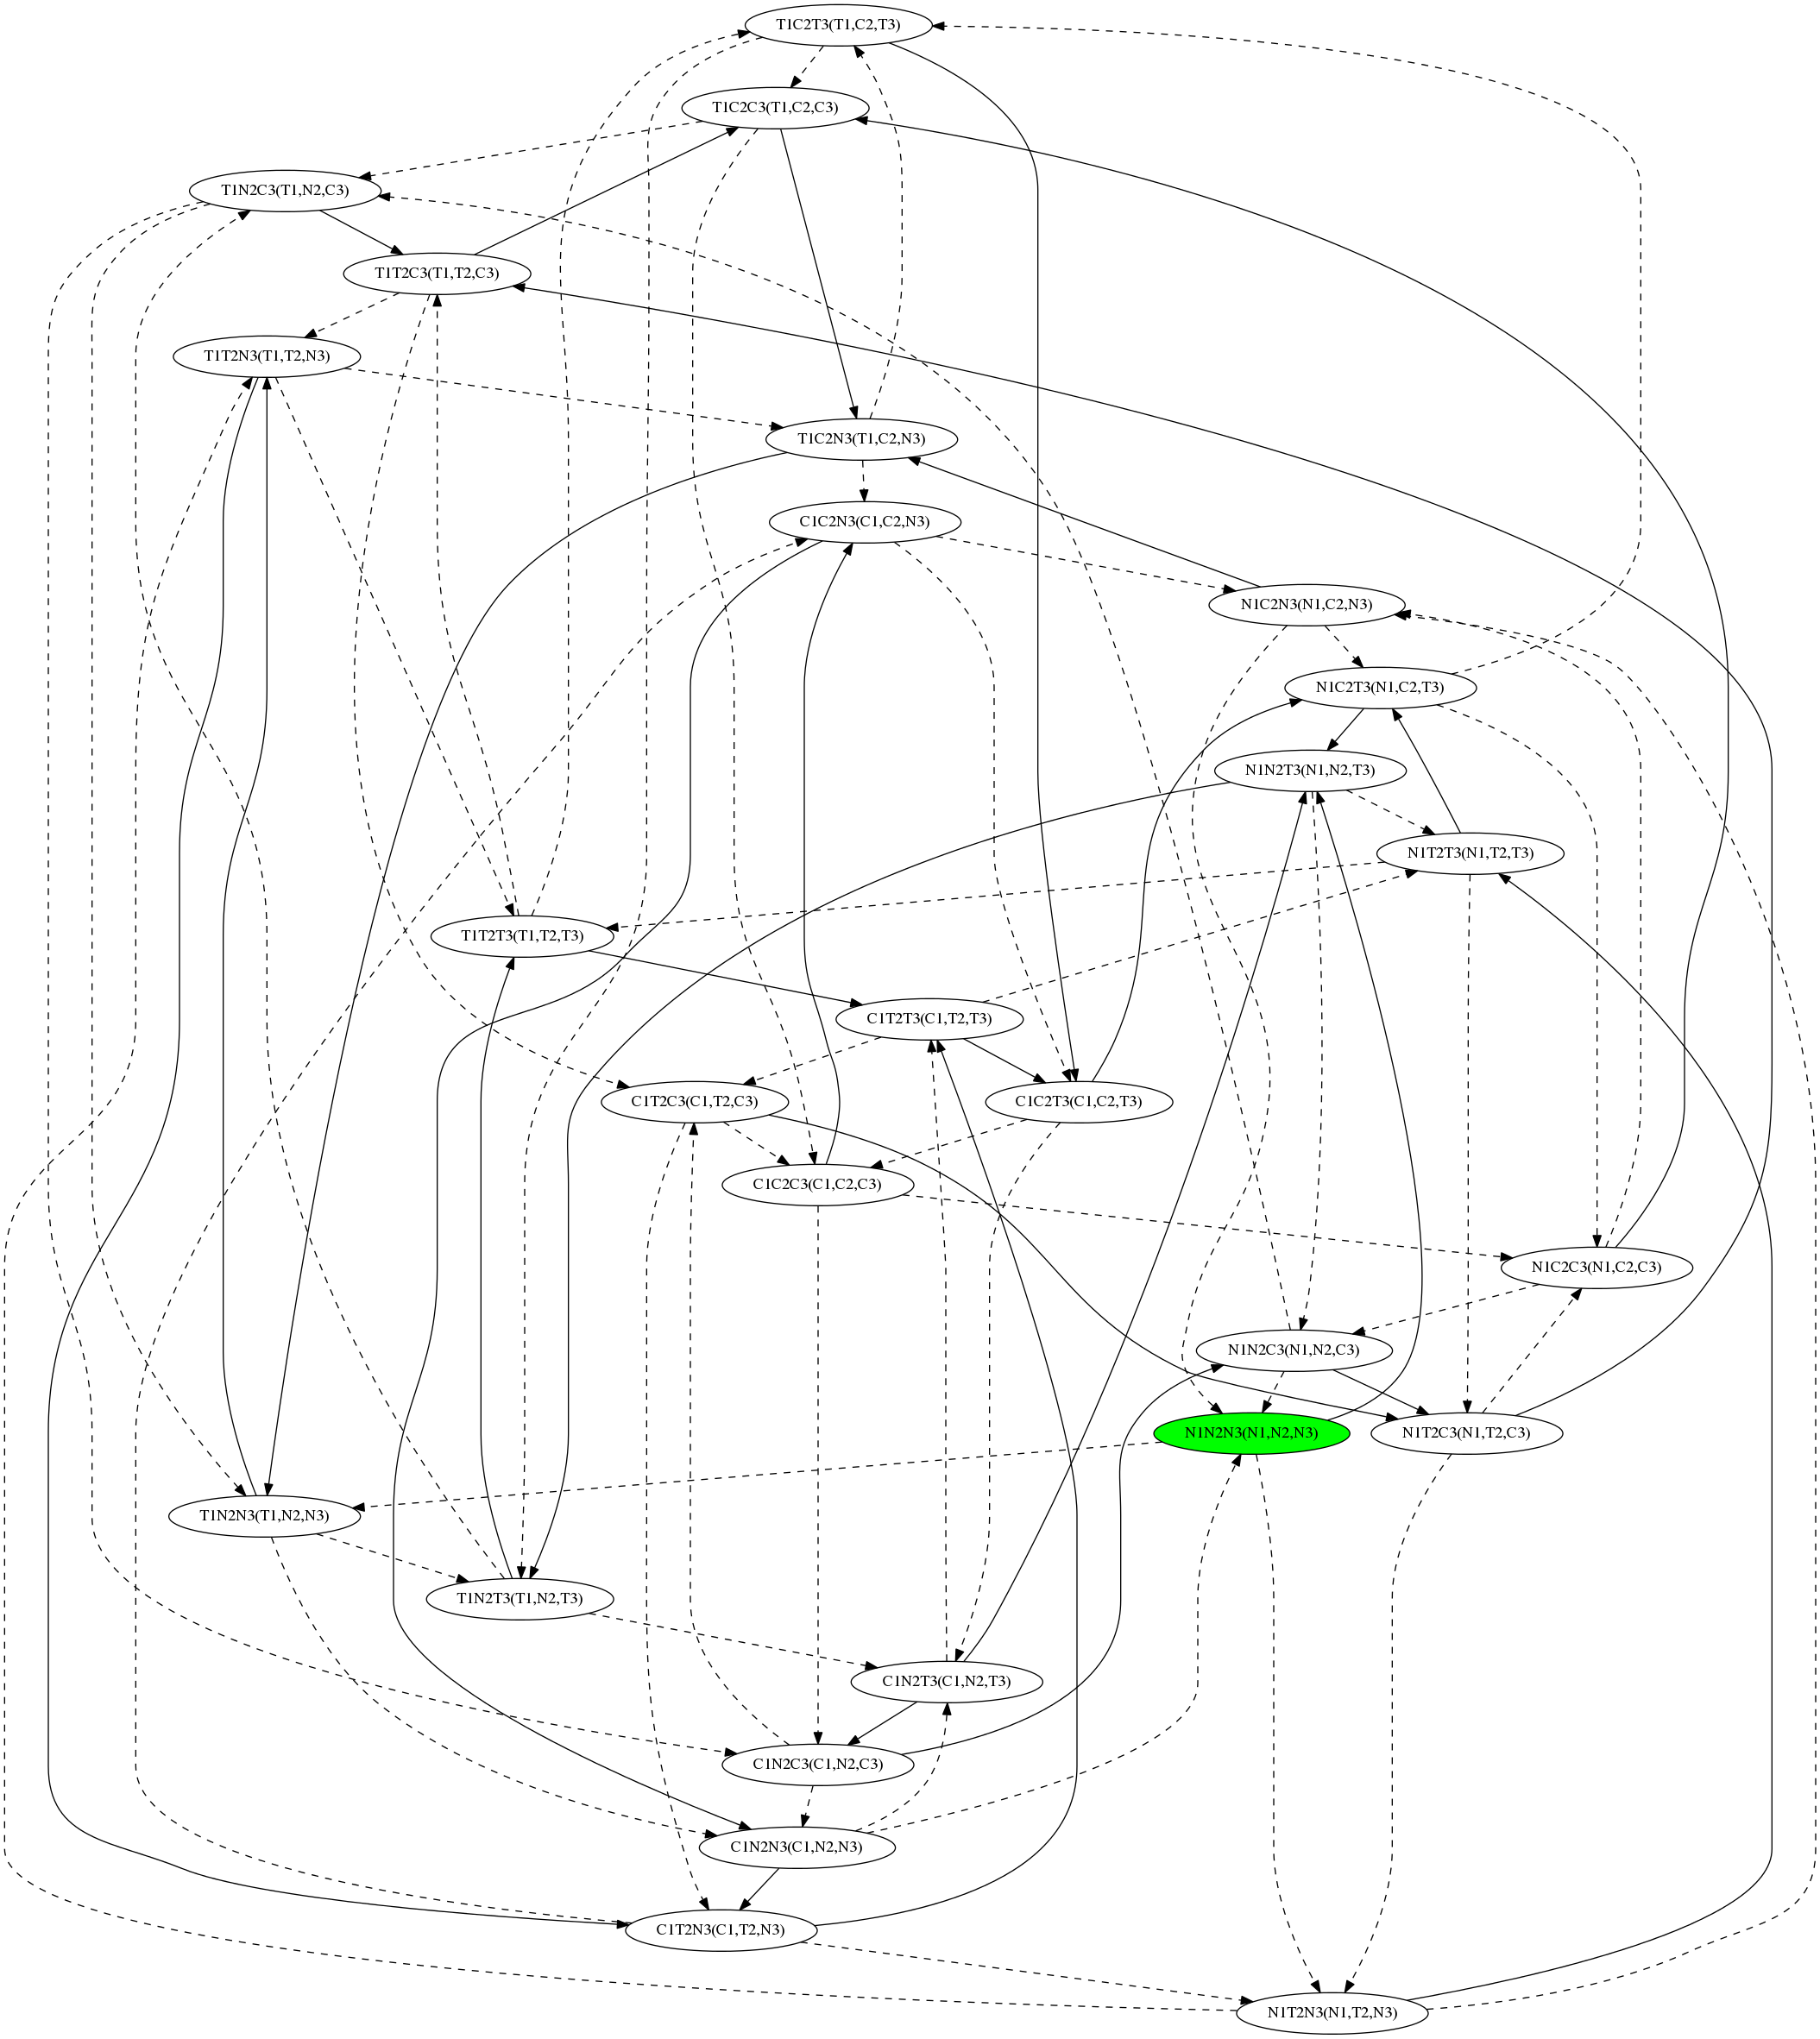 T1C2T3(T1,C2,T3)
T1C2C3(T1,C2,C3)
T1N2C3(T1,N2,C3)
T1T2C3(T1,T2,C3)
T1T2N3(T1,T2,N3)
T1C2N3(T1,C2,N3)
C1C2N3(C1,C2,N3)
N1C2N3(N1,C2,N3)
N1C2T3(N1,C2,T3)
N1N2T3(N1,N2,T3)
N1T2T3(N1,T2,T3)
T1T2T3(T1,T2,T3)
C1T2T3(C1,T2,T3)
C1T2C3(C1,T2,C3)
C1C2T3(C1,C2,T3)
C1C2C3(C1,C2,C3)
N1C2C3(N1,C2,C3)
N1N2C3(N1,N2,C3)
N1N2N3(N1,N2,N3)
N1T2C3(N1,T2,C3)
T1N2N3(T1,N2,N3)
T1N2T3(T1,N2,T3)
C1N2T3(C1,N2,T3)
C1N2C3(C1,N2,C3)
C1N2N3(C1,N2,N3)
C1T2N3(C1,T2,N3)
N1T2N3(N1,T2,N3)